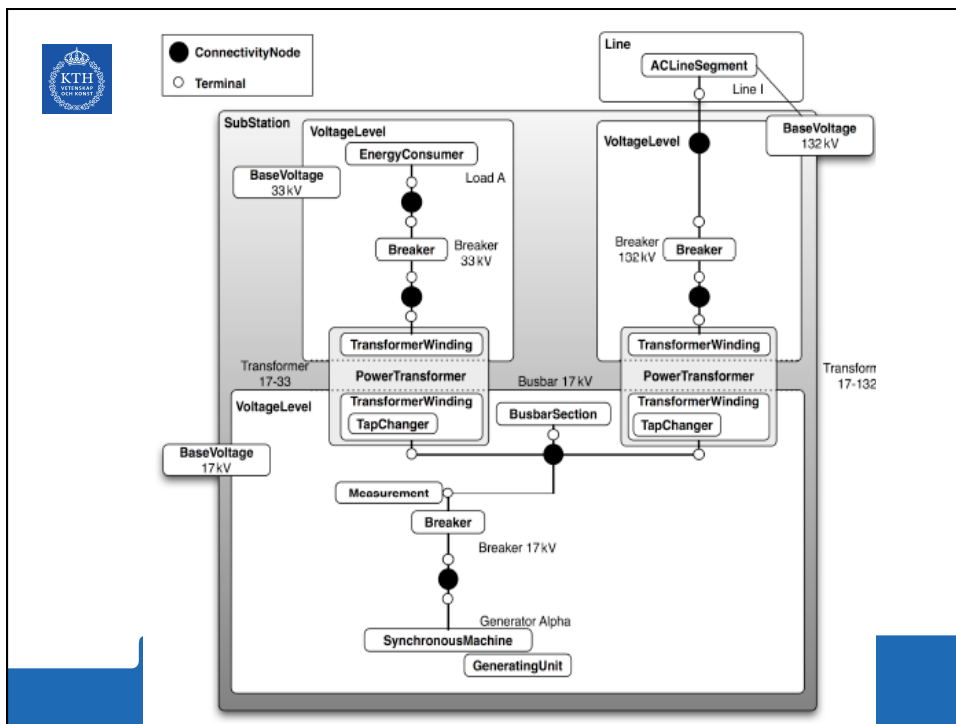 KTH
VETENSKAP
OCH KONST
ConnectivityNode
Terminal
Line
ACLineSegment
Line I
BaseVoltage
132 kV
SubStation
VoltageLevel
EnergyConsumer
BaseVoltage
33 kV
Load A
Breaker
Breaker
33 kV
TransformerWinding
VoltageLevel
Breaker
132 kV
Breaker
TransformerWinding
Transformer
17-33
PowerTransformer
Busbar 17 kV
PowerTransformer
Transform
17-132
VoltageLevel
TransformerWinding
TapChanger
BusbarSection
TransformerWinding
TapChanger
BaseVoltage
17 kV
Measurement
Breaker
Breaker 17 kV
Generator Alpha
SynchronousMachine
GeneratingUnit